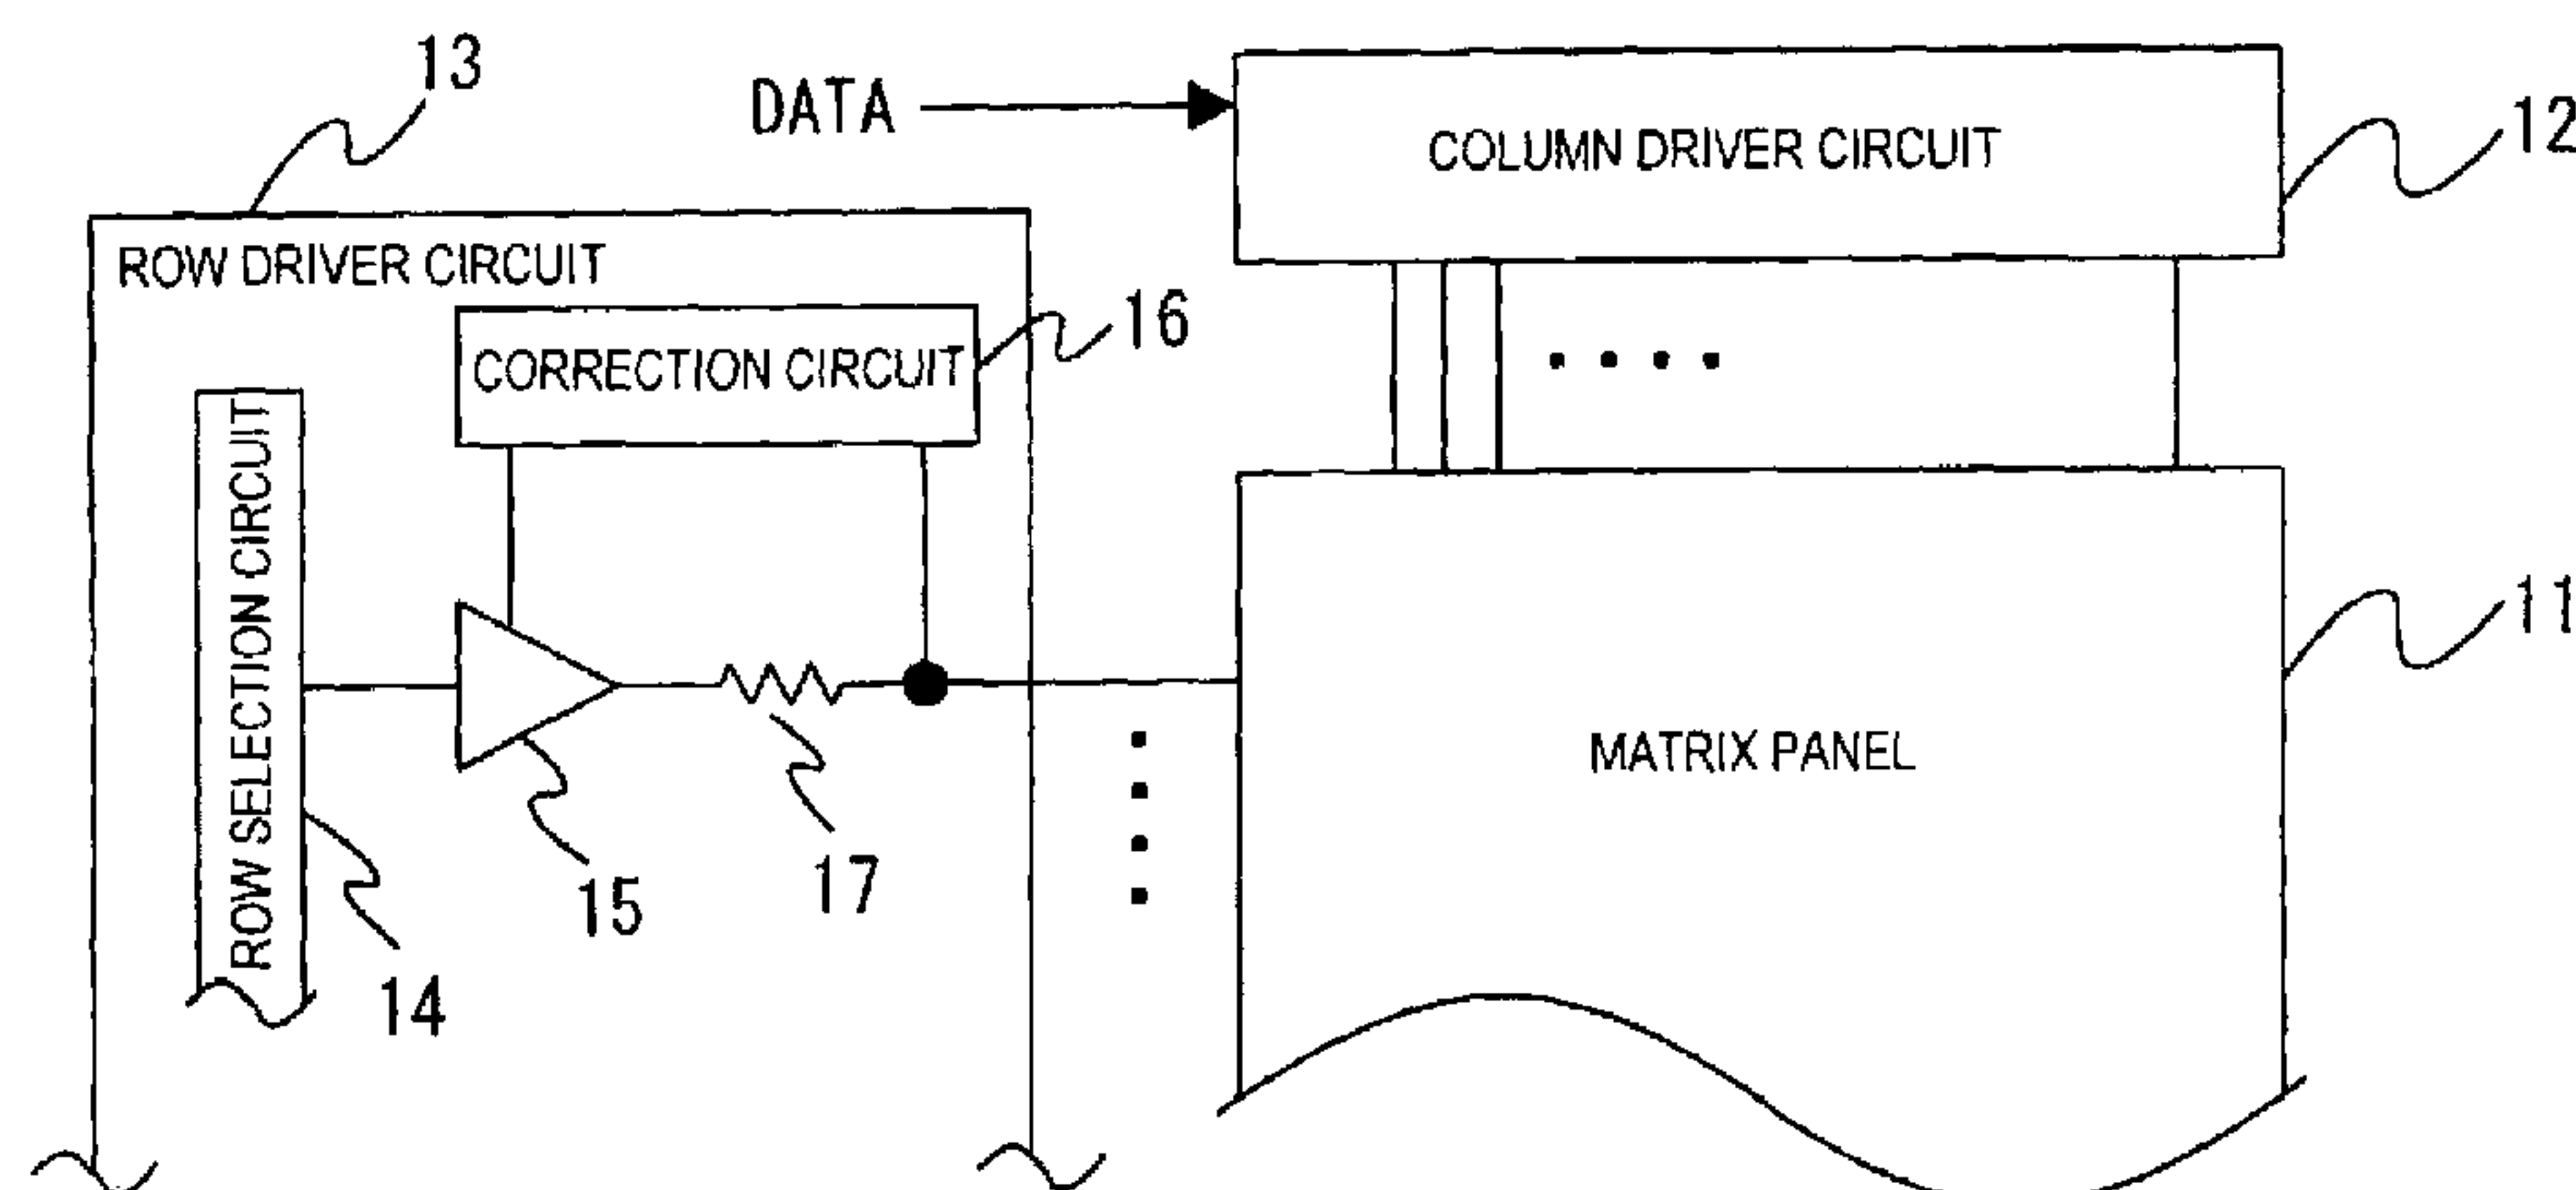 13
DATA
COLUMN DRIVER CIRCUIT
12
ROW DRIVER CIRCUIT
CORRECTION CIRCUIT
16
ROW SELECTION CIRCUIT
11
MATRIX PANEL
17
15
14